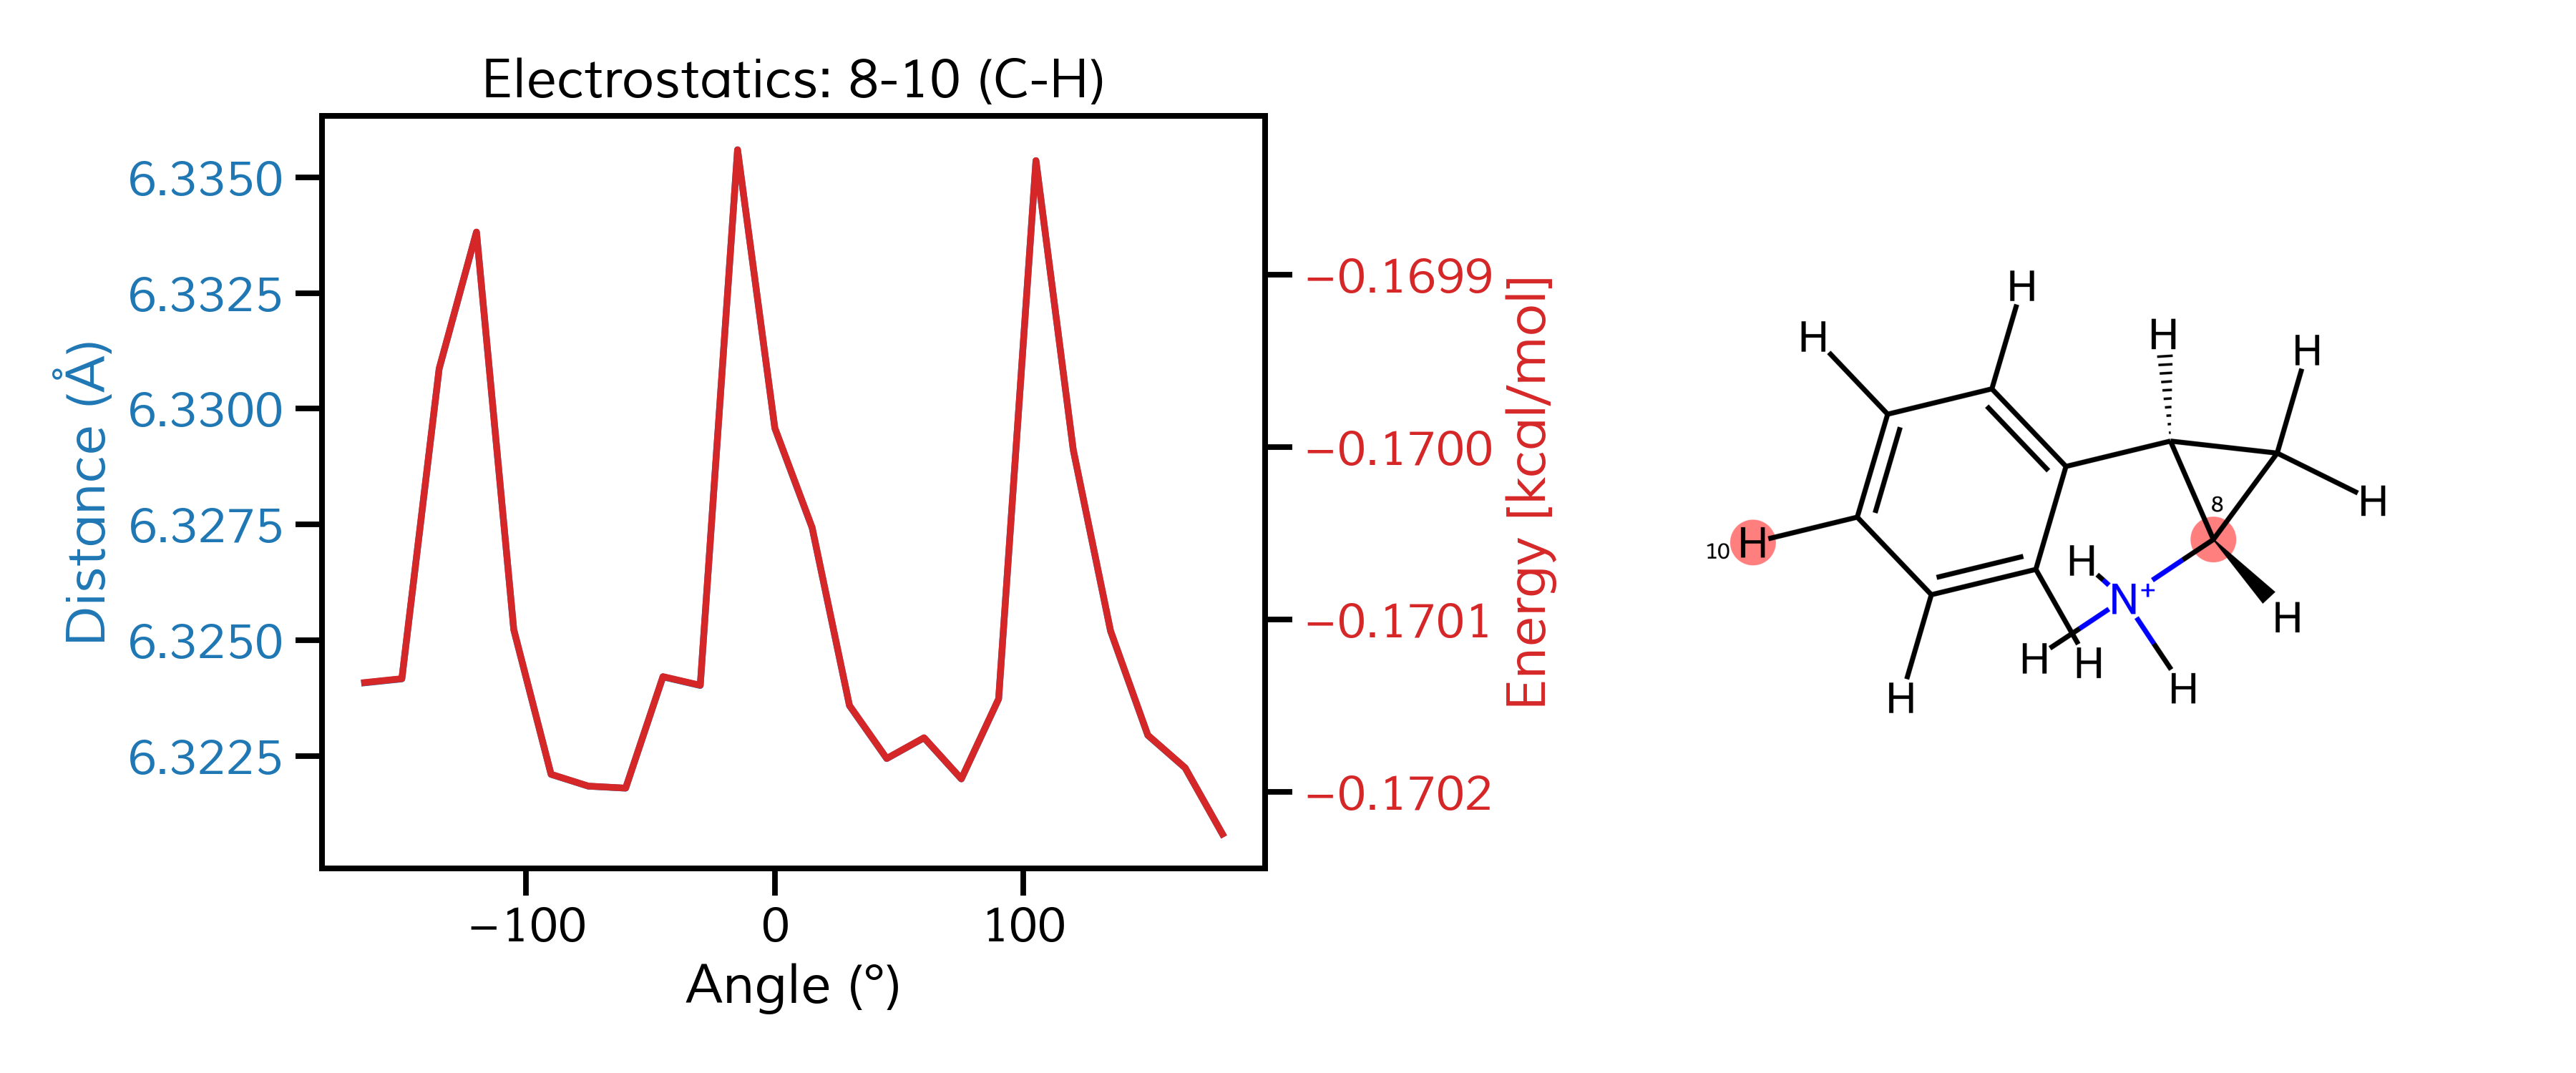 Electrostatics: 8-10 (C-H)
Distance (Å)
6.3350
6.3325
6.3300
6.3275
6.3250
6.3225
−100
0
100
Angle (°)
−0.1699
−0.1700
−0.1701
−0.1702
Energy [kcal/mol]
H
H
H
H
H
8
10 H
H
N+
H
H
H
H
H